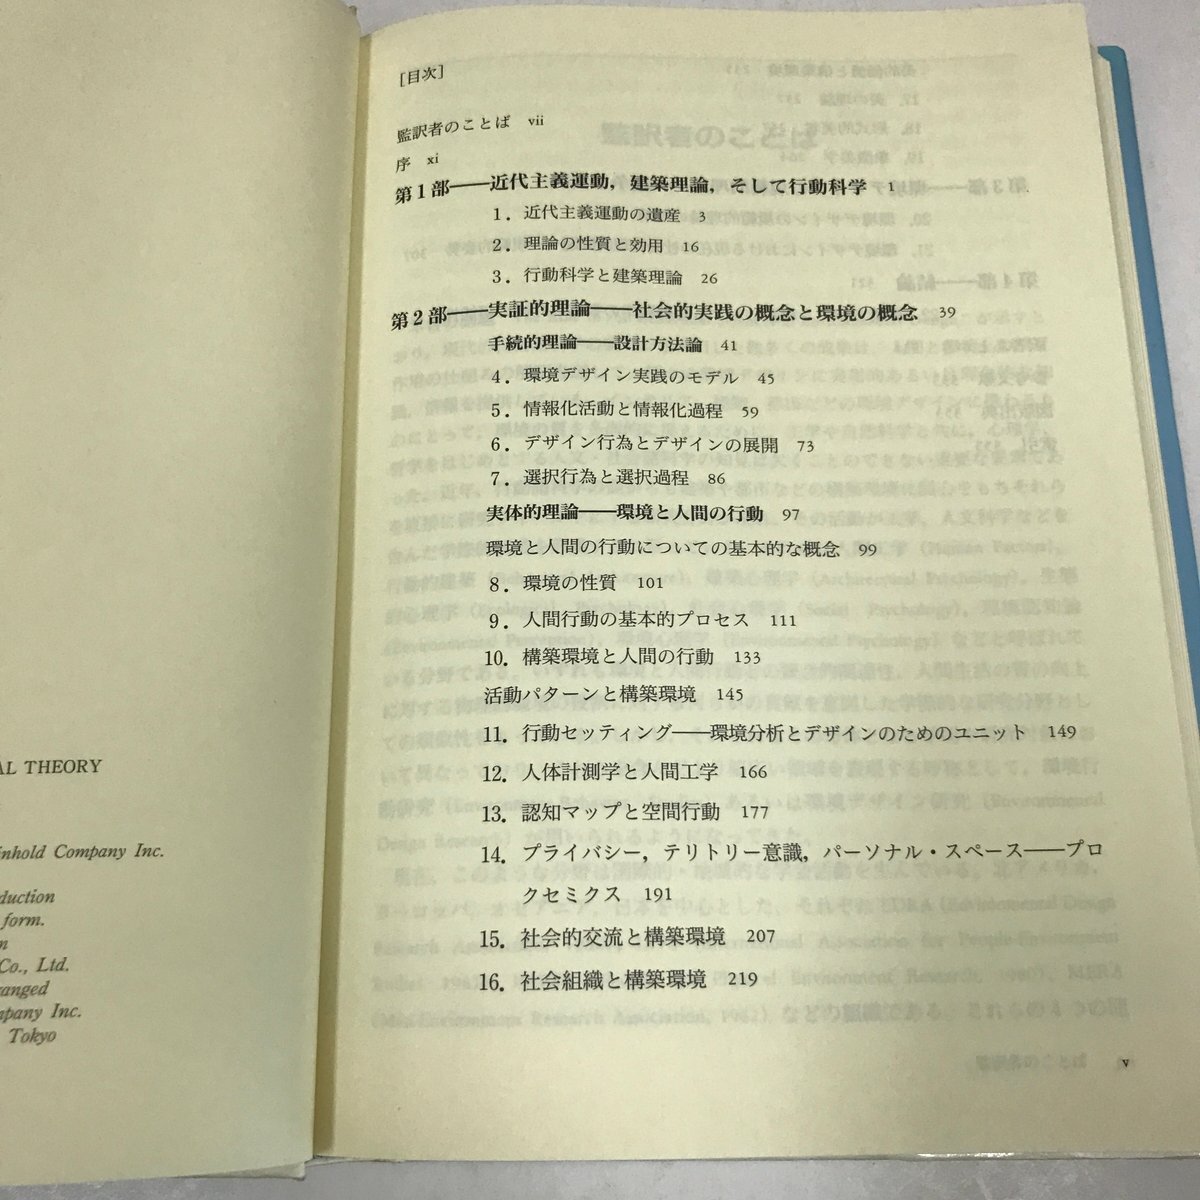 AL THEORY
inhold Company Inc.
duction
form.
n
Co., Ltd.
ranged
mpany Inc.
Tokyo
［目次］
監訳者のことば vii
序 xi
第1部――近代主義運動，建築理論，そして行動科学 1
1．近代主義運動の遺産 3
2．理論の性質と効用 16
3．行動科学と建築理論 26
第2部――実証的理論――社会的実践の概念と環境の概念 39
手続的理論――設計方法論 41
4．環境デザイン実践のモデル 45
5．情報化活動と情報化過程 59
6．デザイン行為とデザインの展開 73
7．選択行為と選択過程 86
実体的理論――環境と人間の行動 97
環境と人間の行動についての基本的な概念 99
8．環境の性質 101
9．人間行動の基本的プロセス 111
10．構築環境と人間の行動 133
活動パターンと構築環境 145
11．行動セッティング――環境分析とデザインのためのユニット 149
12．人体計測学と人間工学 166
13．認知マップと空間行動 177
14．プライバシー，テリトリー意識，パーソナル・スペース――プロ
クセミクス 191
15．社会的交流と構築環境 207
16．社会組織と構築環境 219
v